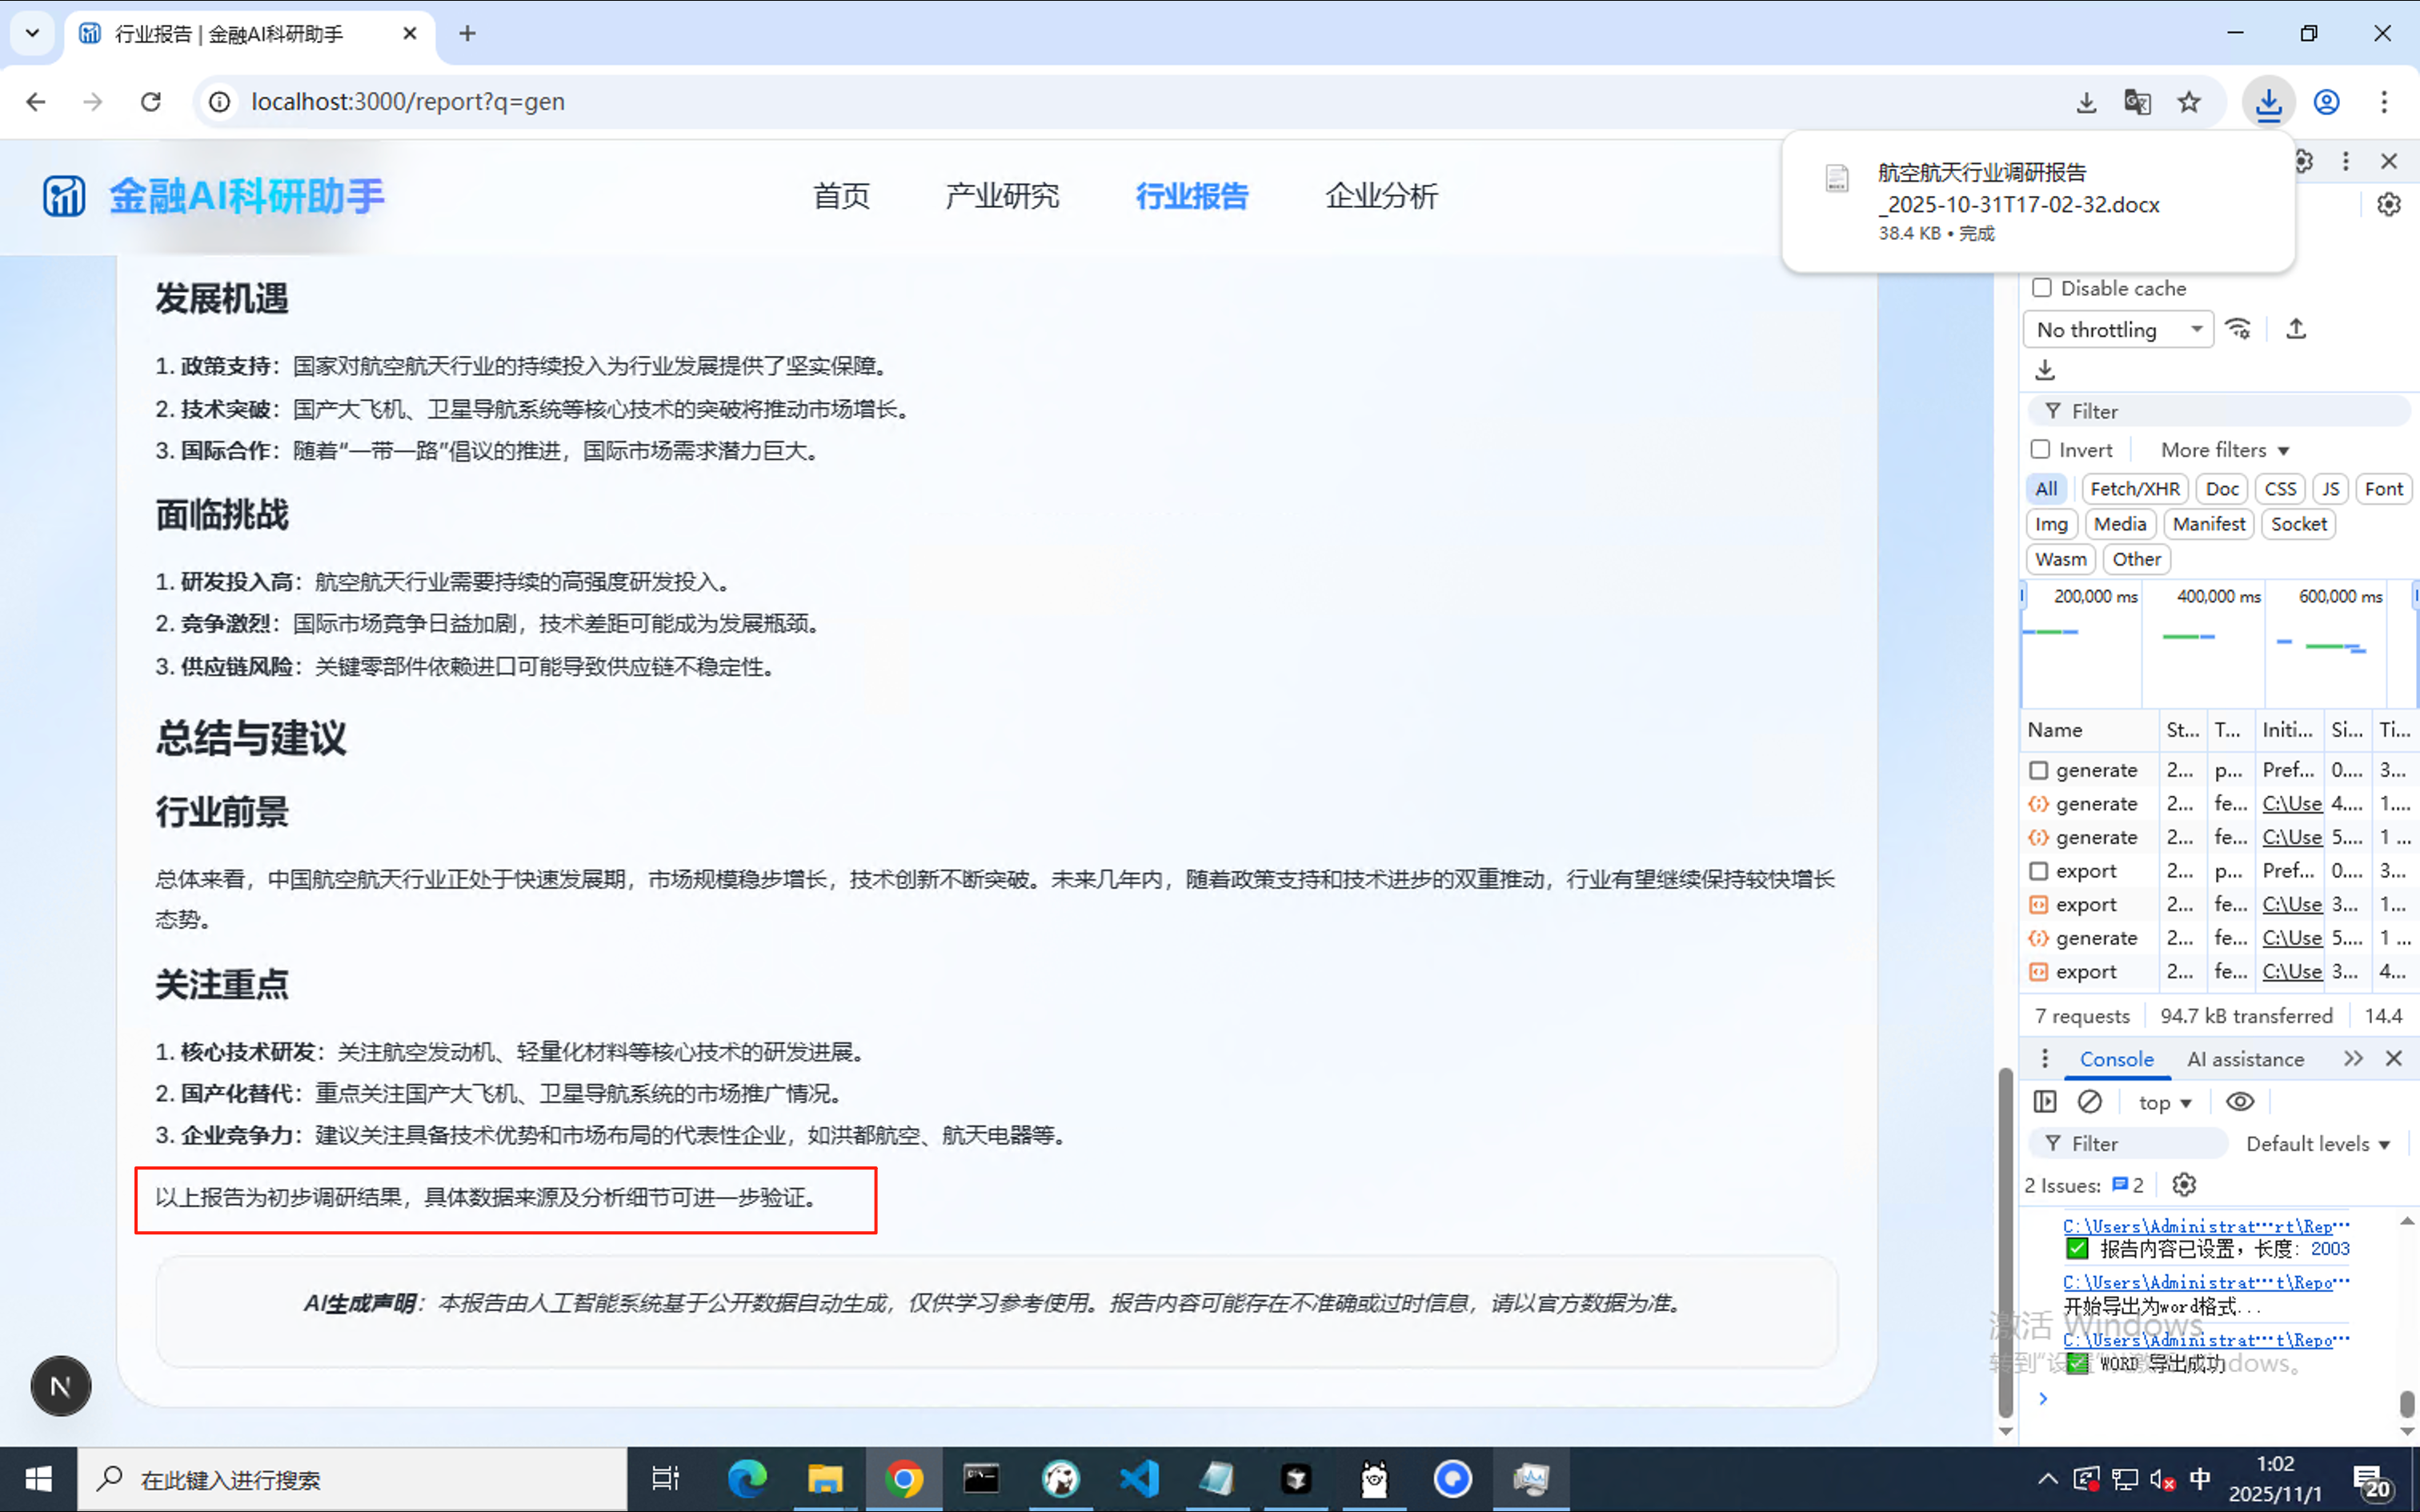 行业报告 | 金融AI科研助手
localhost:3000/report?q=gen
金融AI科研助手
首页
产业研究
行业报告
企业分析
航空航天行业调研报告
_2025-10-31T17-02-32.docx
38.4 KB • 完成
发展机遇
1. 政策支持：国家对航空航天行业的持续投入为行业发展提供了坚实保障。
2. 技术突破：国产大飞机、卫星导航系统等核心技术的突破将推动市场增长。
3. 国际合作：随着“一带一路”倡议的推进，国际市场需求潜力巨大。
面临挑战
1. 研发投入高：航空航天行业需要持续的高强度研发投入。
2. 竞争激烈：国际市场竞争日益加剧，技术差距可能成为发展瓶颈。
3. 供应链风险：关键零部件依赖进口可能导致供应链不稳定性。
总结与建议
行业前景
总体来看，中国航空航天行业正处于快速发展期，市场规模稳步增长，技术创新不断突破。未来几年内，随着政策支持和技术进步的双重推动，行业有望继续保持较快增长
态势。
关注重点
1. 核心技术研发：关注航空发动机、轻量化材料等核心技术的研发进展。
2. 国产化替代：重点关注国产大飞机、卫星导航系统的市场推广情况。
3. 企业竞争力：建议关注具备技术优势和市场布局的代表性企业，如洪都航空、航天电器等。
以上报告为初步调研结果，具体数据来源及分析细节可进一步验证。
AI生成声明：本报告由人工智能系统基于公开数据自动生成，仅供学习参考使用。报告内容可能存在不准确或过时信息，请以官方数据为准。
N
Disable cache
No throttling
Filter
Invert
More filters
All Fetch/XHR Doc CSS JS Font
Img Media Manifest Socket
Wasm Other
200,000 ms 400,000 ms 600,000 ms
Name St... T... Initi... Si... Ti...
generate 2... p... Pref... 0.... 3...
generate 2... fe... C:\Use 4.... 1....
generate 2... fe... C:\Use 5.... 1 ...
export 2... p... Pref... 0.... 3...
export 2... fe... C:\Use 3... 1...
generate 2... fe... C:\Use 5.... 1 ...
export 2... fe... C:\Use 3... 4...
7 requests 94.7 kB transferred 14.4
Console AI assistance
top
Filter
Default levels
2 Issues: 2
C:\Users\Administrat…rt\Rep…
报告内容已设置，长度: 2003
C:\Users\Administrat…t\Repo…
开始导出为word格式...
C:\Users\Administrat…t\Repo…
WORD 导出成功
激活 Windows
在此键入进行搜索
中
1:02
2025/11/1
20